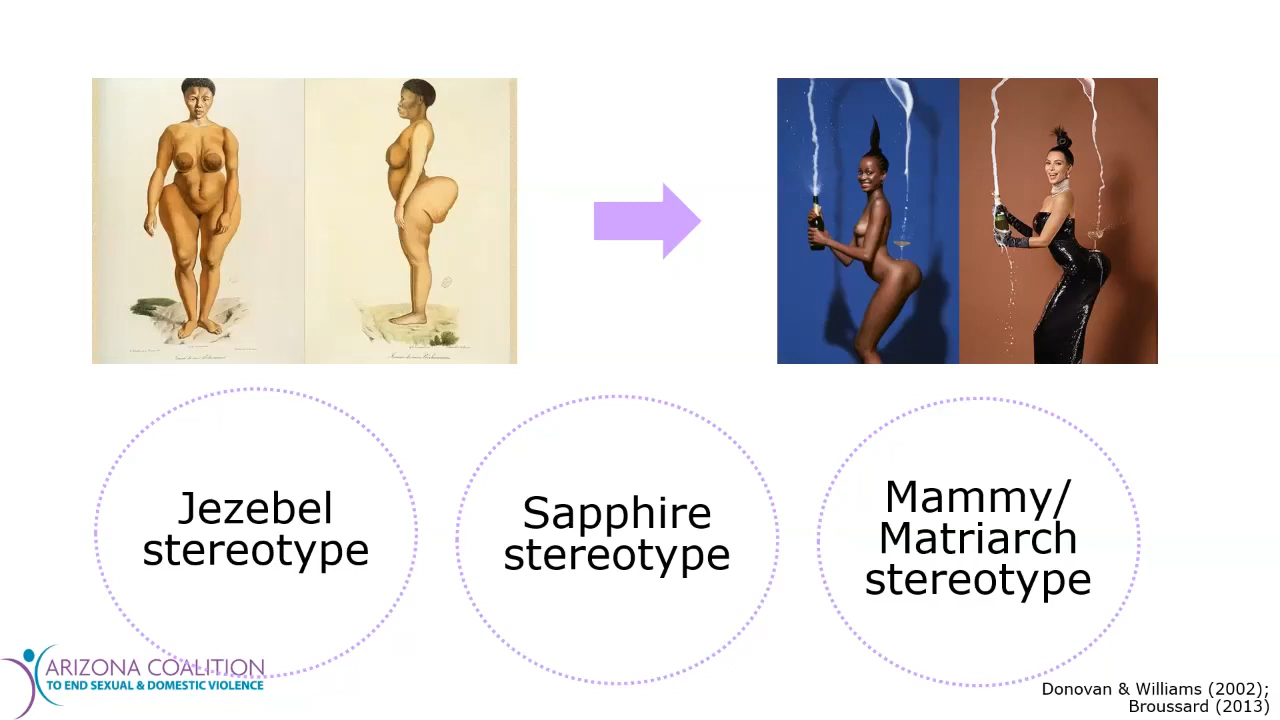 Jezebel
stereotype
Sapphire
stereotype
Mammy/
Matriarch
stereotype
ARIZONA COALITION
TO END SEXUAL & DOMESTIC VIOLENCE
Donovan & Williams (2002);
Broussard (2013)